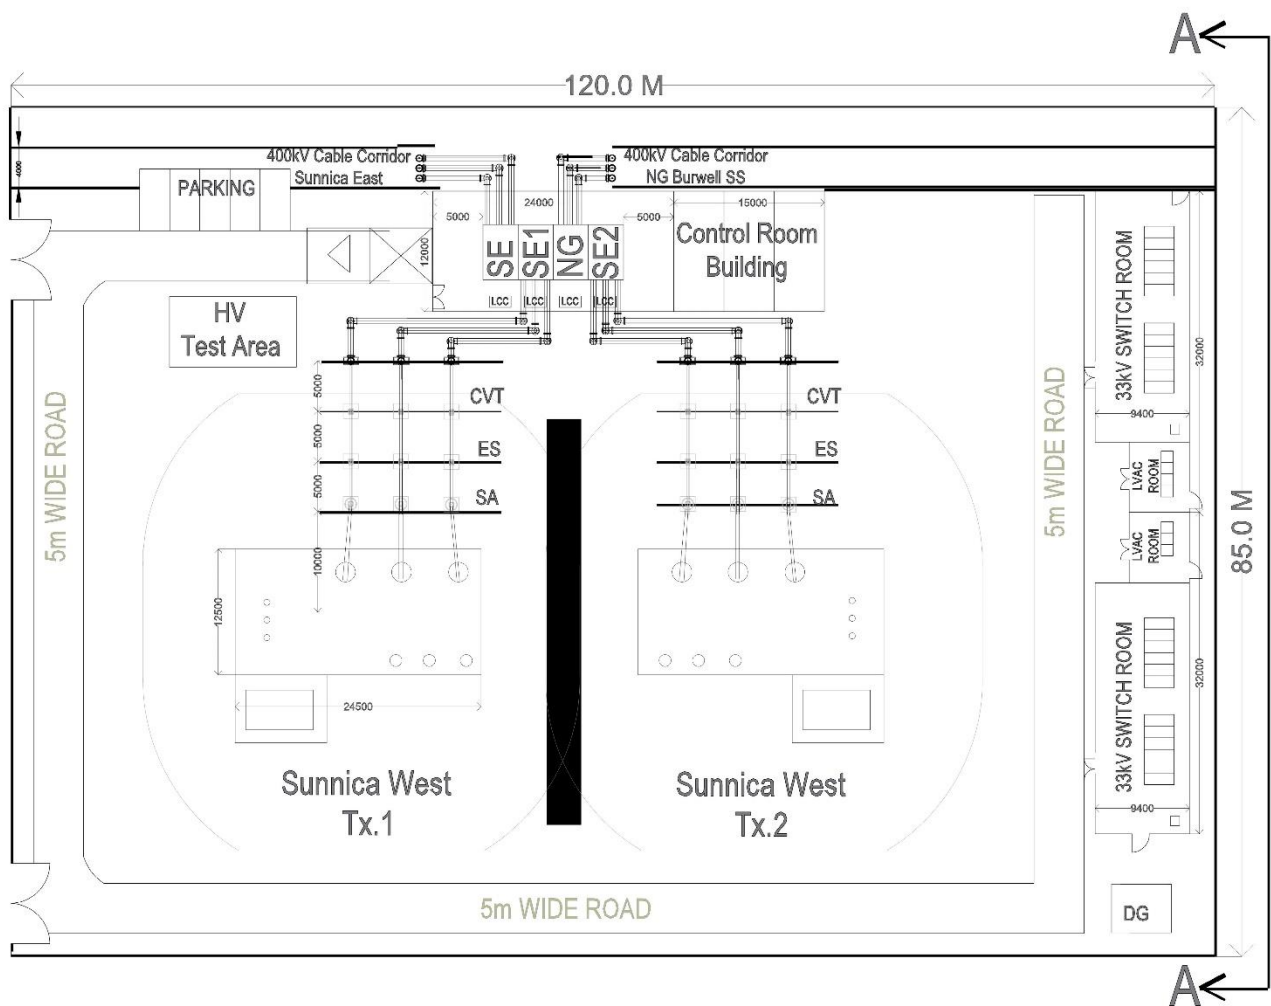 A
120.0 M
400kV Cable Corridor
Sunnica East
400kV Cable Corridor
NG Burwell SS
4000
PARKING
24000
5000
5000
15000
12000
SE
SE1
NG
SE2
Control Room
Building
LCC
LCC
LCC
LCC
HV
Test Area
33kV SWITCH ROOM
32000
9400
5000
CVT
CVT
5000
ES
ES
5000
SA
SA
5m WIDE ROAD
5m WIDE ROAD
LVAC
ROOM
LVAC
ROOM
10000
12500
24500
85.0 M
33kV SWITCH ROOM
32000
9400
Sunnica West
Tx.1
Sunnica West
Tx.2
5m WIDE ROAD
DG
A